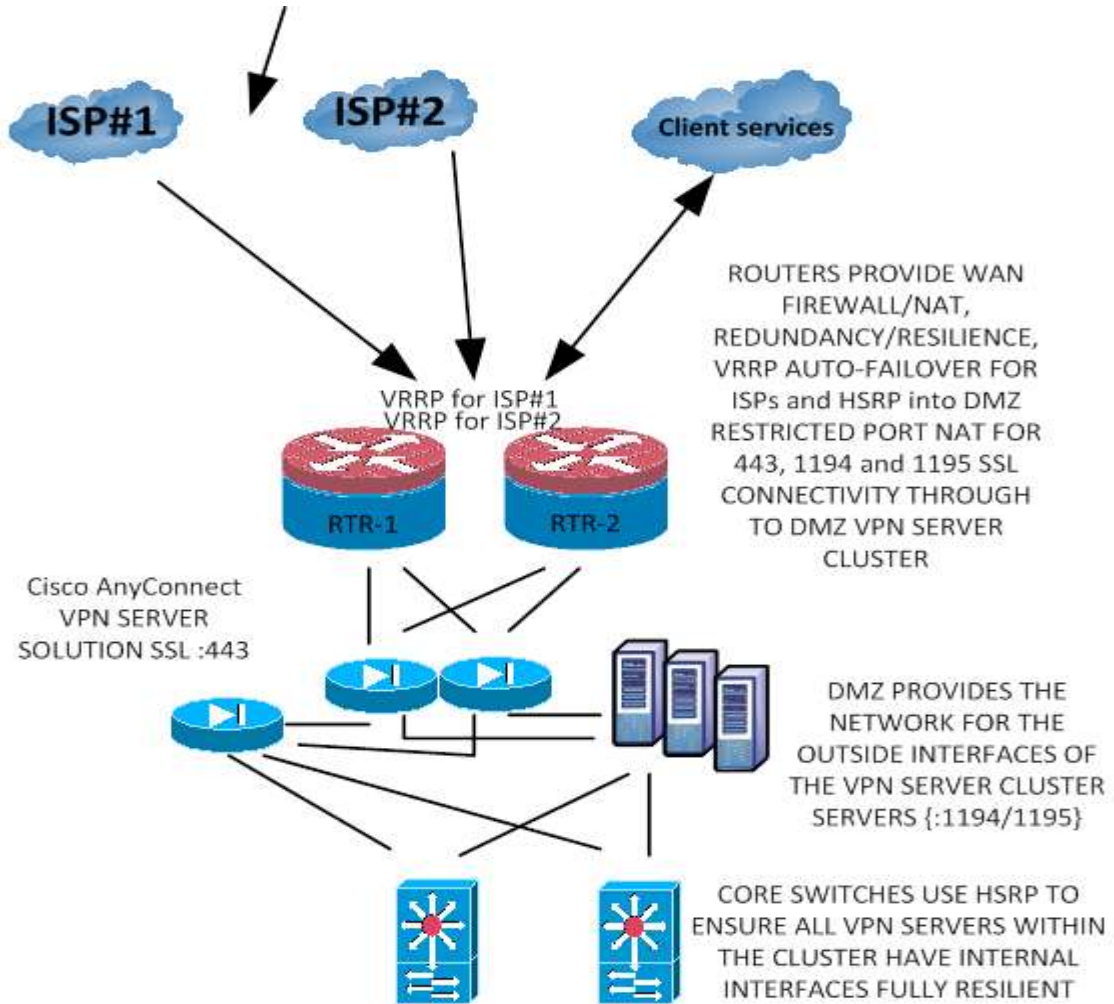 ISP#1
ISP#2
Client services
ROUTERS PROVIDE WAN
FIREWALL/NAT,
REDUNDANCY/RESILIENCE,
VRRP AUTO-FAILOVER FOR
ISPs and HSRP into DMZ
RESTRICTED PORT NAT FOR
443, 1194 and 1195 SSL
CONNECTIVITY THROUGH
TO DMZ VPN SERVER
CLUSTER
VRRP for ISP#1
VRRP for ISP#2
RTR-1
RTR-2
Cisco AnyConnect
VPN SERVER
SOLUTION SSL :443
DMZ PROVIDES THE
NETWORK FOR THE
OUTSIDE INTERFACES OF
THE VPN SERVER CLUSTER
SERVERS {:1194/1195}
CORE SWITCHES USE HSRP TO
ENSURE ALL VPN SERVERS WITHIN
THE CLUSTER HAVE INTERNAL
INTERFACES FULLY RESILIENT